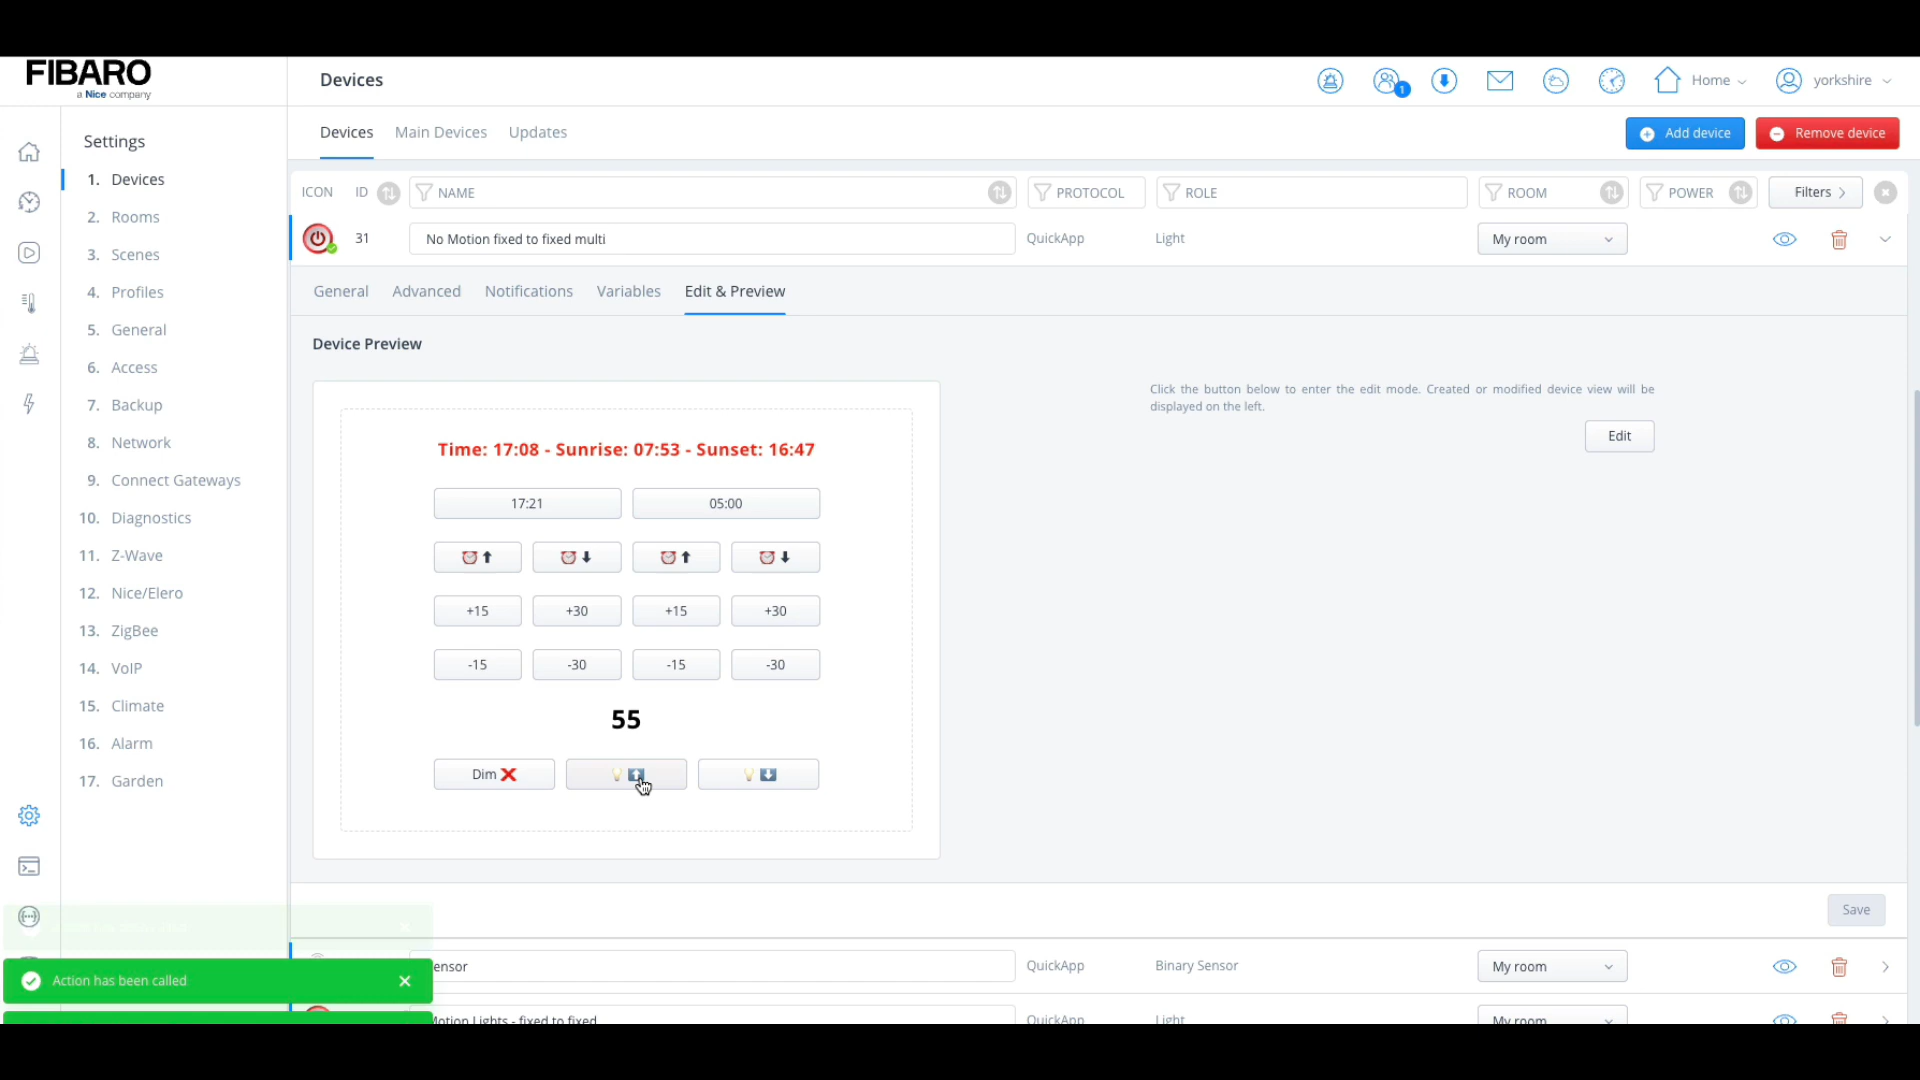 FIBARO
a Nice company
Devices
1
Home
yorkshire
Devices
Main Devices
Updates
Add device
Remove device
Settings
1. Devices
2. Rooms
3. Scenes
4. Profiles
5. General
6. Access
7. Backup
8. Network
9. Connect Gateways
10. Diagnostics
11. Z-Wave
12. Nice/Elero
13. ZigBee
14. VoIP
15. Climate
16. Alarm
17. Garden
ICON
ID
NAME
PROTOCOL
ROLE
ROOM
POWER
Filters
31
No Motion fixed to fixed multi
QuickApp
Light
My room
General
Advanced
Notifications
Variables
Edit & Preview
Device Preview
Time: 17:08 - Sunrise: 07:53 - Sunset: 16:47
17:21
05:00
+15
+30
+15
+30
-15
-30
-15
-30
55
Dim
Click the button below to enter the edit mode. Created or modified device view will be
displayed on the left.
Edit
Save
ensor
QuickApp
Binary Sensor
My room
Action has been called
Motion Lights - fixed to fixed
QuickApp
Light
My room